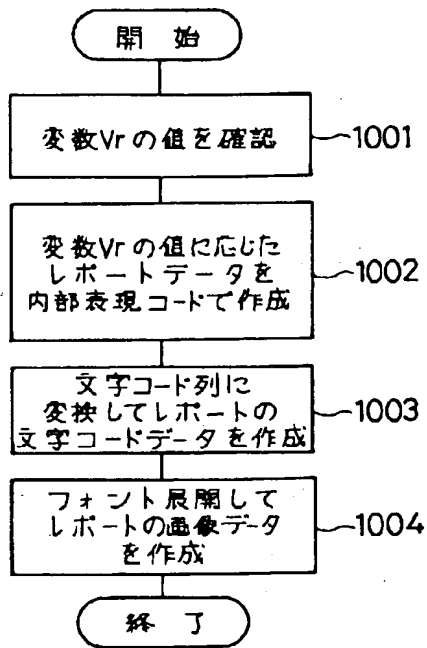 開始
変数Vrの値を確認
1001
変数Vrの値に応じた
レポートデータを
内部表現コードで作成
1002
文字コード列に
変換してレポートの
文字コードデータを作成
1003
フォント展開して
レポートの画像データ
を作成
1004
終了